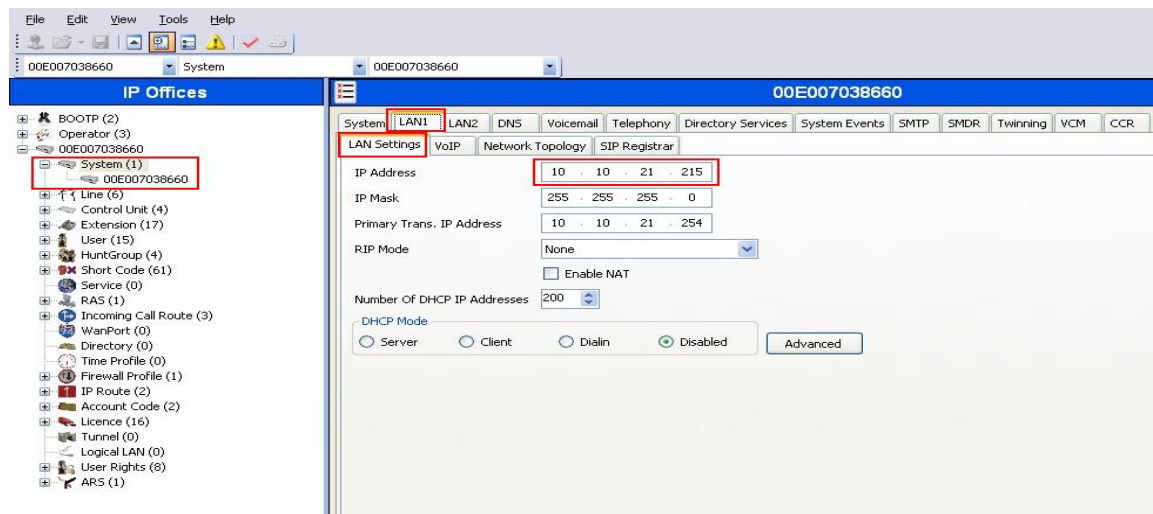 File Edit View Tools Help
00E007038660 System 00E007038660
IP Offices
00E007038660
BOOTP (2)
Operator (3)
00E007038660
System (1)
00E007038660
Line (6)
Control Unit (4)
Extension (17)
User (15)
HuntGroup (4)
Short Code (61)
Service (0)
RAS (1)
Incoming Call Route (3)
WanPort (0)
Directory (0)
Time Profile (0)
Firewall Profile (1)
IP Route (2)
Account Code (2)
Licence (16)
Tunnel (0)
Logical LAN (0)
User Rights (8)
ARS (1)
System LAN1 LAN2 DNS Voicemail Telephony Directory Services System Events SMTP SMDR Twinning VCM CCR
LAN Settings VoIP Network Topology SIP Registrar
IP Address 10 . 10 . 21 . 215
IP Mask 255 . 255 . 255 . 0
Primary Trans. IP Address 10 . 10 . 21 . 254
RIP Mode None
Enable NAT
Number Of DHCP IP Addresses 200
DHCP Mode
Server Client Dialin Disabled Advanced